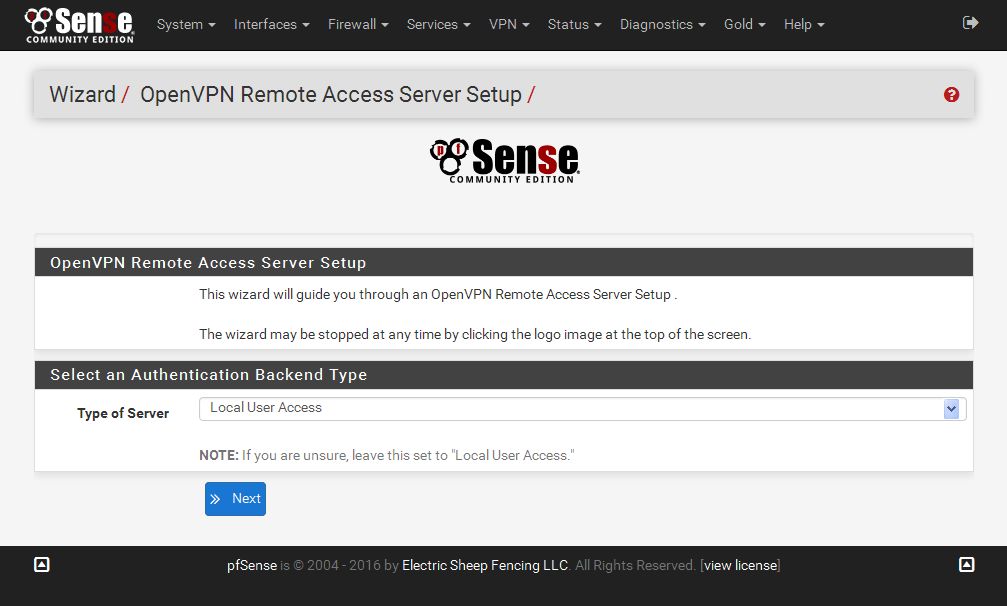 pfSense
COMMUNITY EDITION
System Interfaces Firewall Services VPN Status Diagnostics Gold Help
Wizard / OpenVPN Remote Access Server Setup /
pfSense
COMMUNITY EDITION
OpenVPN Remote Access Server Setup
This wizard will guide you through an OpenVPN Remote Access Server Setup .
The wizard may be stopped at any time by clicking the logo image at the top of the screen.
Select an Authentication Backend Type
Type of Server Local User Access
NOTE: If you are unsure, leave this set to "Local User Access."
Next
pfSense is © 2004 - 2016 by Electric Sheep Fencing LLC. All Rights Reserved. [view license]